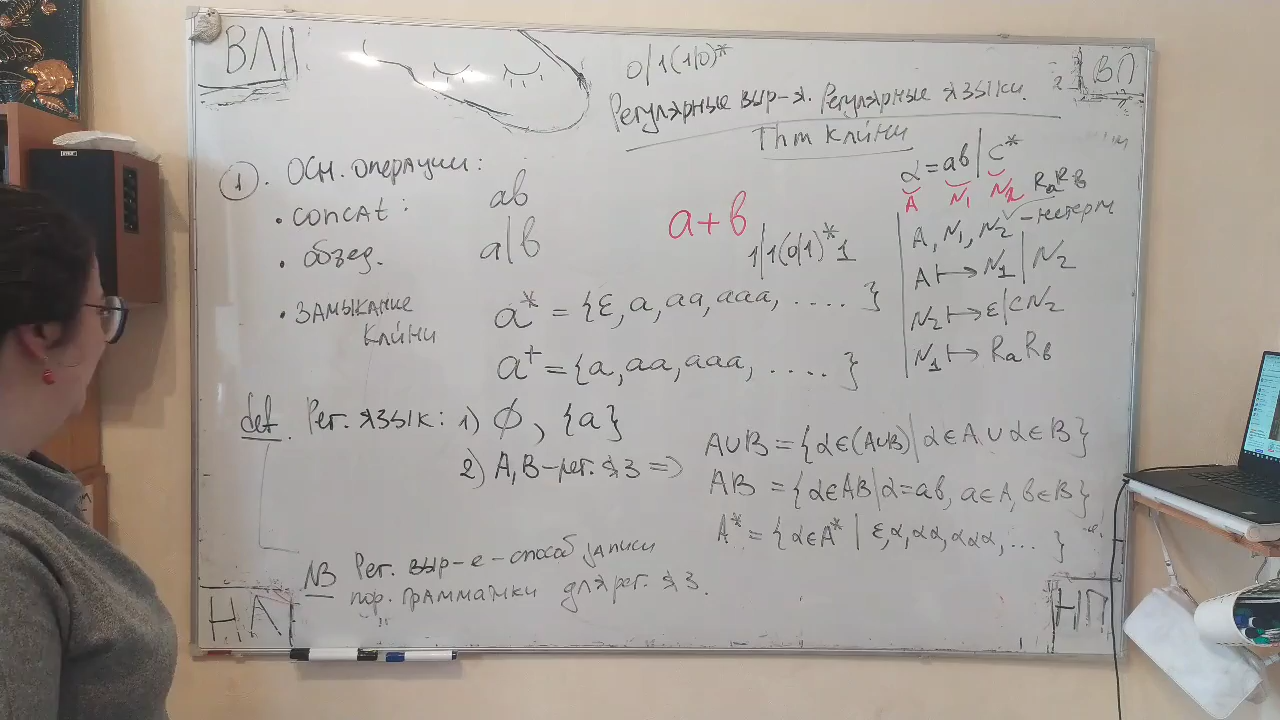 ВЛП
0/1(1/0)*
ВП
Регулярные выр-я. Регулярные языки.
Thm Клини
① . Осн. операции:
• concat : ab
• объед. a|b
• замыкание Клини
a+b
1|1(0|1)*1
a* = {ε, a, aa, aaa, .... }
a⁺ = {a, aa, aaa, .... }
α = ab | c*
A N₁ N₂
RaRb
A, N₁, N₂ – нетерм
A ↦ N₁ | N₂
N₂ ↦ ε|cN₂
N₁ ↦ RaRb
def. Рег. язык: 1) ∅, {a}
2) A, B – рег. яз =>
A∪B = {α∈(A∪B) | α∈A ∪ α∈B}
AB = {α∈AB | α=ab, a∈A, b∈B}
A* = {α∈A* | ε, α, αα, ααα, ... }
NB Рег. выр-е – способ записи
пор. грамматики для рег. яз.
НЛ
НП